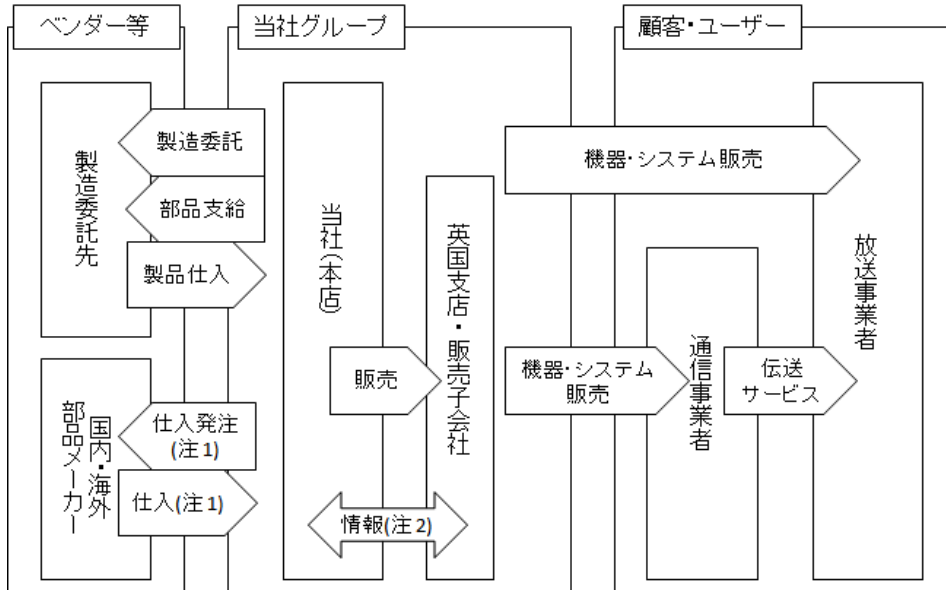 ベンダー等
当社グループ
顧客・ユーザー
製造委託先
製造委託
部品支給
製品仕入
国内・海外
部品メーカー
仕入発注
(注1)
仕入(注1)
当社(本店)
販売
英国支店・販売子会社
情報(注2)
機器・システム販売
機器・システム
販売
通信事業者
伝送
サービス
放送事業者